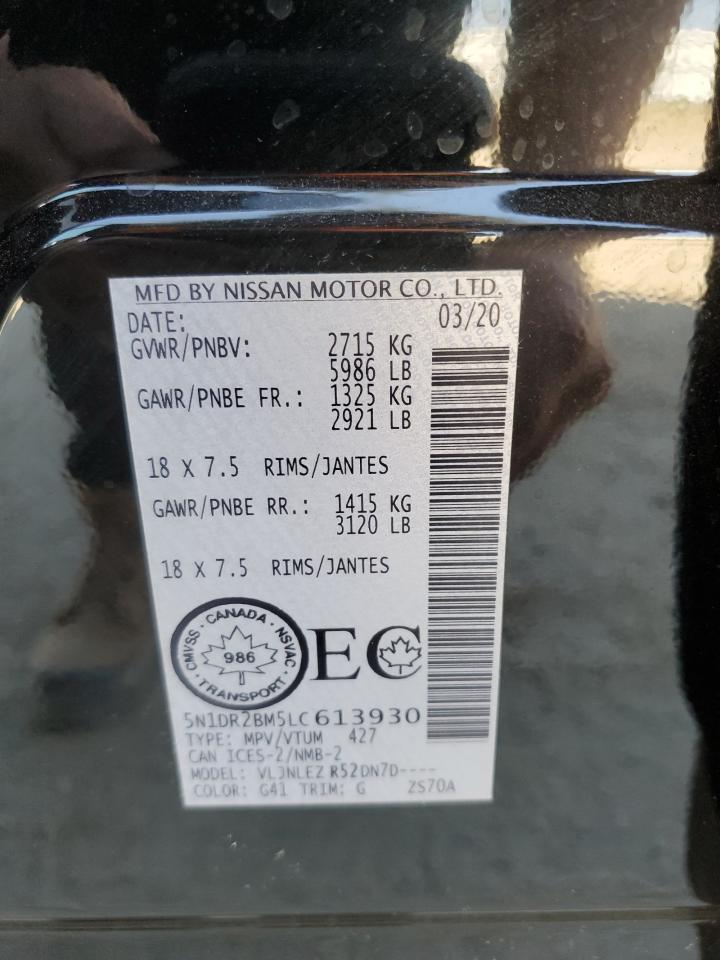 MFD BY NISSAN MOTOR CO., LTD.
DATE: 03/20
GVWR/PNBV: 2715 KG
5986 LB
GAWR/PNBE FR.: 1325 KG
2921 LB
18 X 7.5 RIMS/JANTES
GAWR/PNBE RR.: 1415 KG
3120 LB
18 X 7.5 RIMS/JANTES
CMVSS · CANADA · NSVAC · TRANSPORT ·
986
EC
5N1DR2BM5LC613930
TYPE: MPV/VTUM 427
CAN ICES-2/NMB-2
MODEL: VLJNLEZ R52DN7D----
COLOR: G41 TRIM: G ZS70A